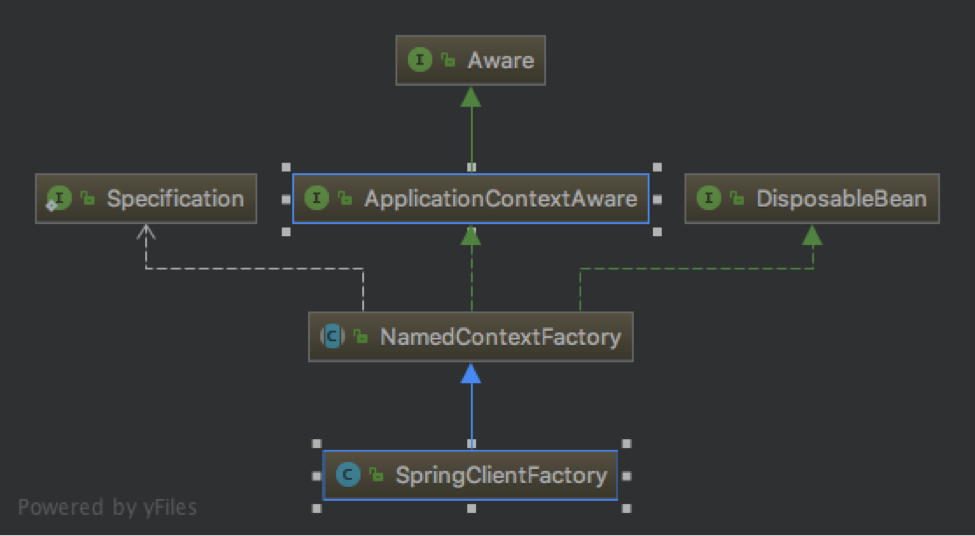 Aware
Specification
ApplicationContextAware
DisposableBean
NamedContextFactory
SpringClientFactory
Powered by yFiles